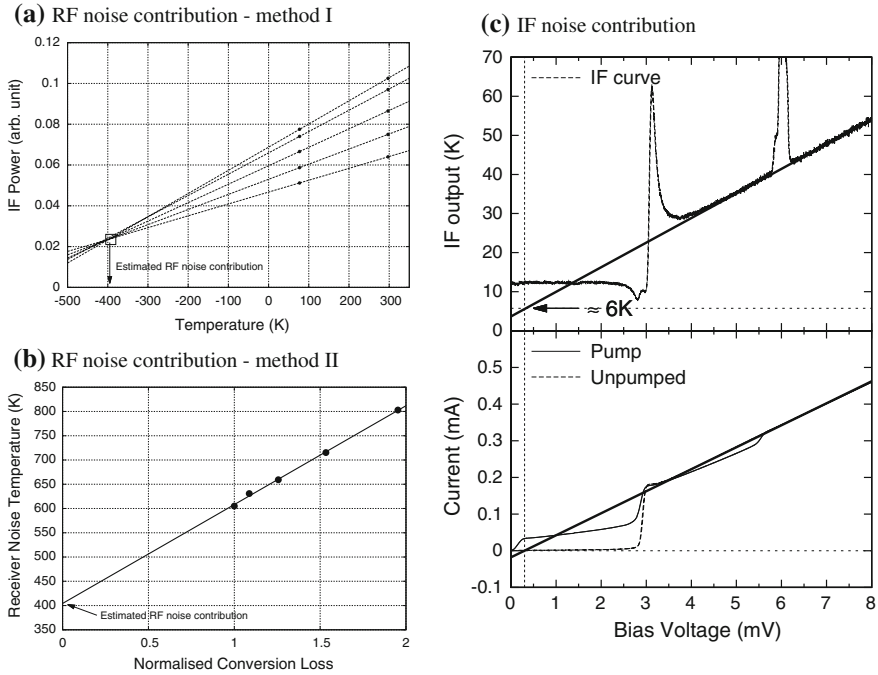 (a) RF noise contribution - method I
0.12
0.1
0.08
0.06
0.04
0.02
0
IF Power (arb. unit)
Estimated RF noise contribution
-500 -400 -300 -200 -100 0 100 200 300
Temperature (K)
(b) RF noise contribution - method II
850
800
750
700
650
600
550
500
450
400
350
Receiver Noise Temperature (K)
Estimated RF noise contribution
0 0.5 1 1.5 2
Normalised Conversion Loss
(c) IF noise contribution
70
60
50
40
30
20
10
0
IF output (K)
IF curve
≈ 6K
0.5
0.4
0.3
0.2
0.1
0
-0.1
Current (mA)
Pump
Unpumped
0 1 2 3 4 5 6 7 8
Bias Voltage (mV)